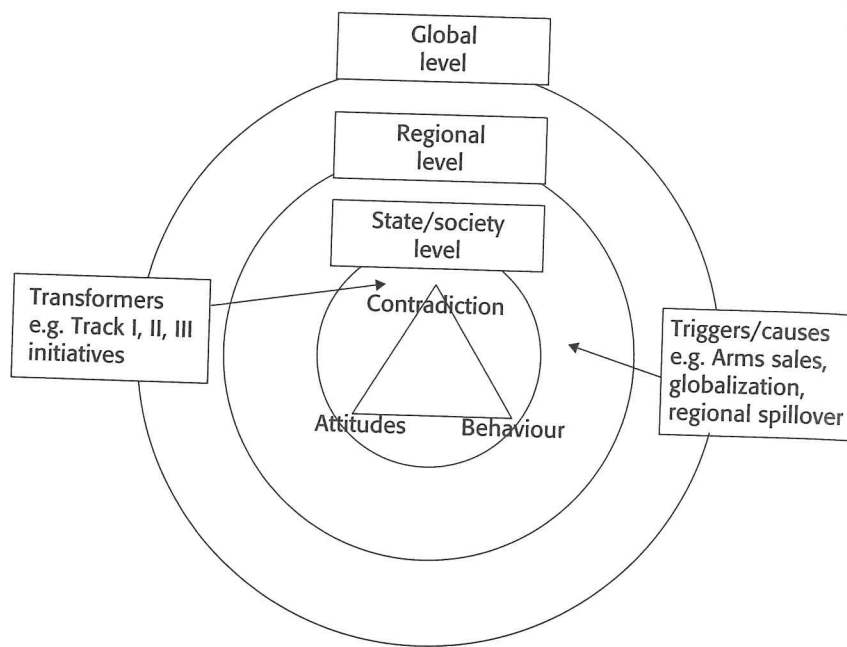 Global
level
Regional
level
State/society
level
Transformers
e.g. Track I, II, III
initiatives
Contradiction
Triggers/causes
e.g. Arms sales,
globalization,
regional spillover
Attitudes
Behaviour